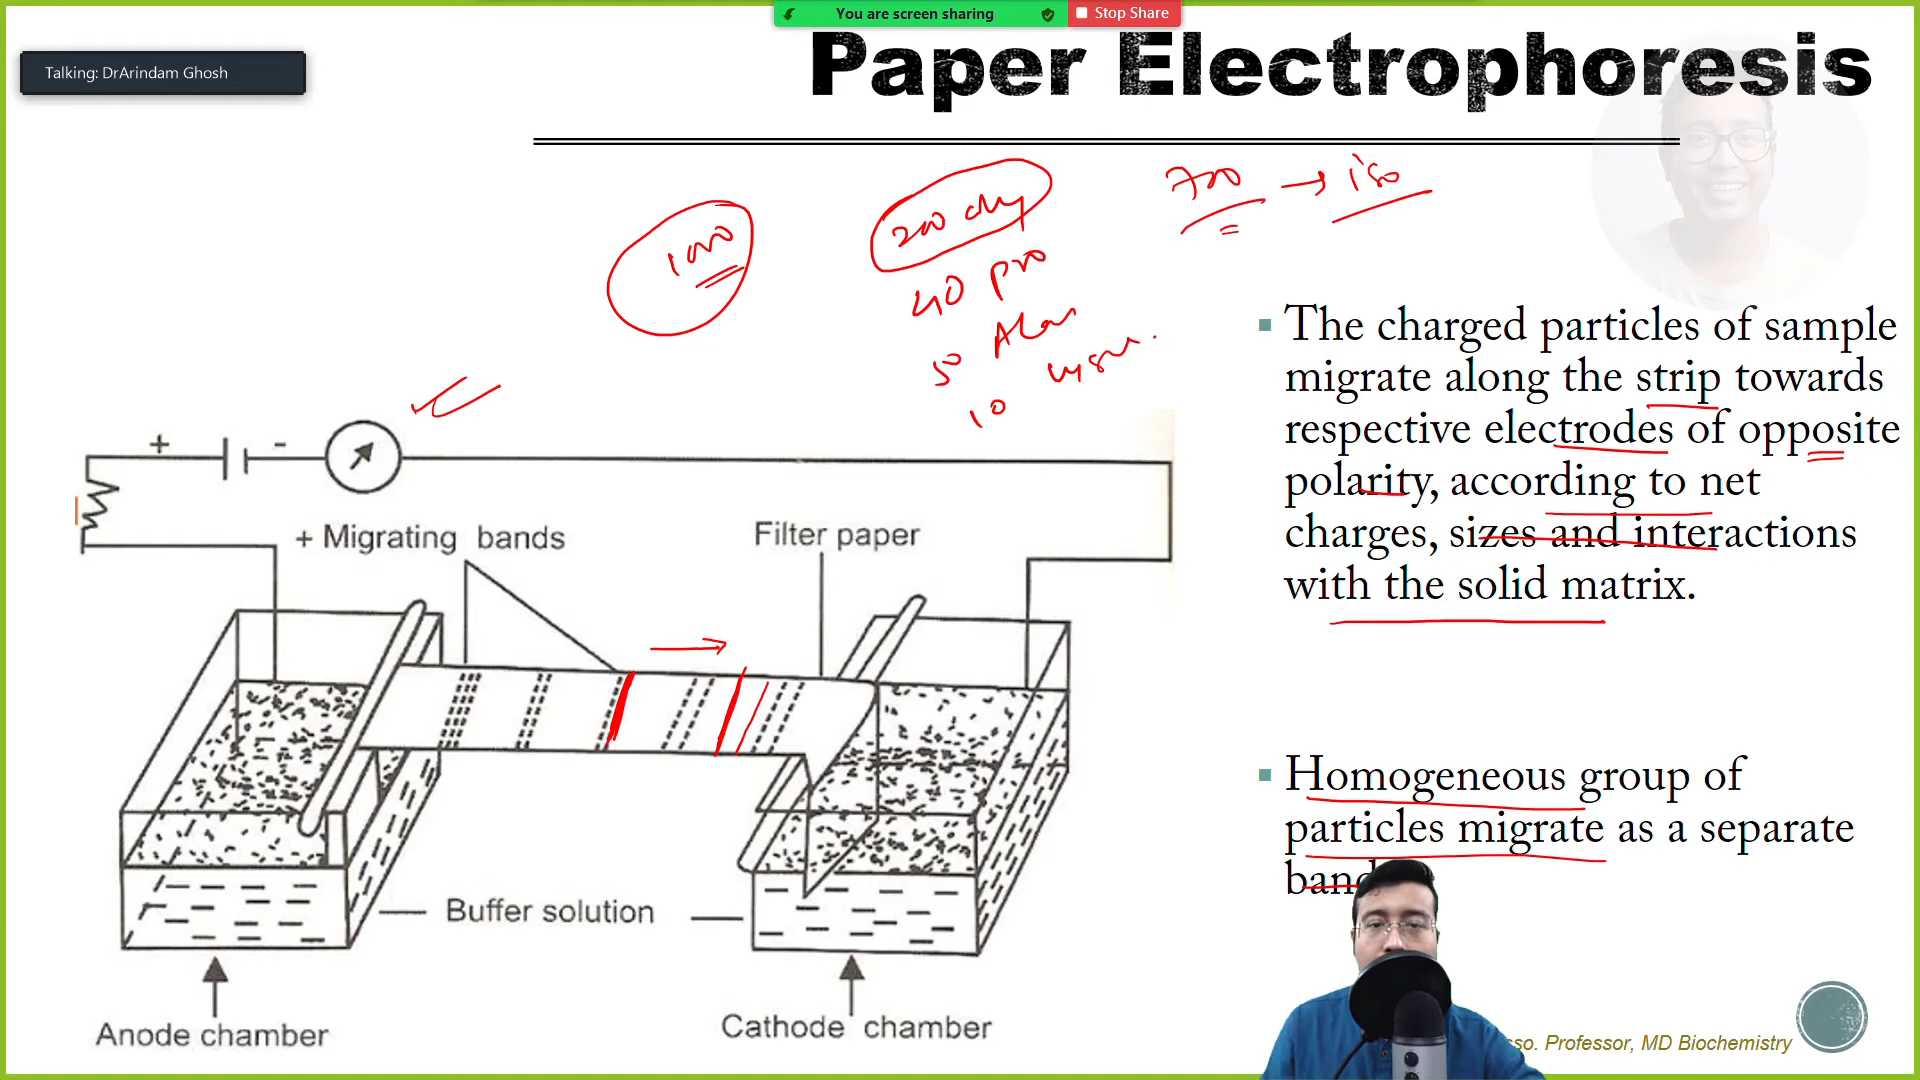 You are screen sharing
Stop Share
Talking: DrArindam Ghosh
Paper Electrophoresis
700 → 150
200 gly
1000
40 pro
50
10
+ -
+ Migrating bands
Filter paper
Buffer solution
Anode chamber
Cathode chamber
The charged particles of sample
migrate along the strip towards
respective electrodes of opposite
polarity, according to net
charges, sizes and interactions
with the solid matrix.
Homogeneous group of
particles migrate as a separate
Professor, MD Biochemistry